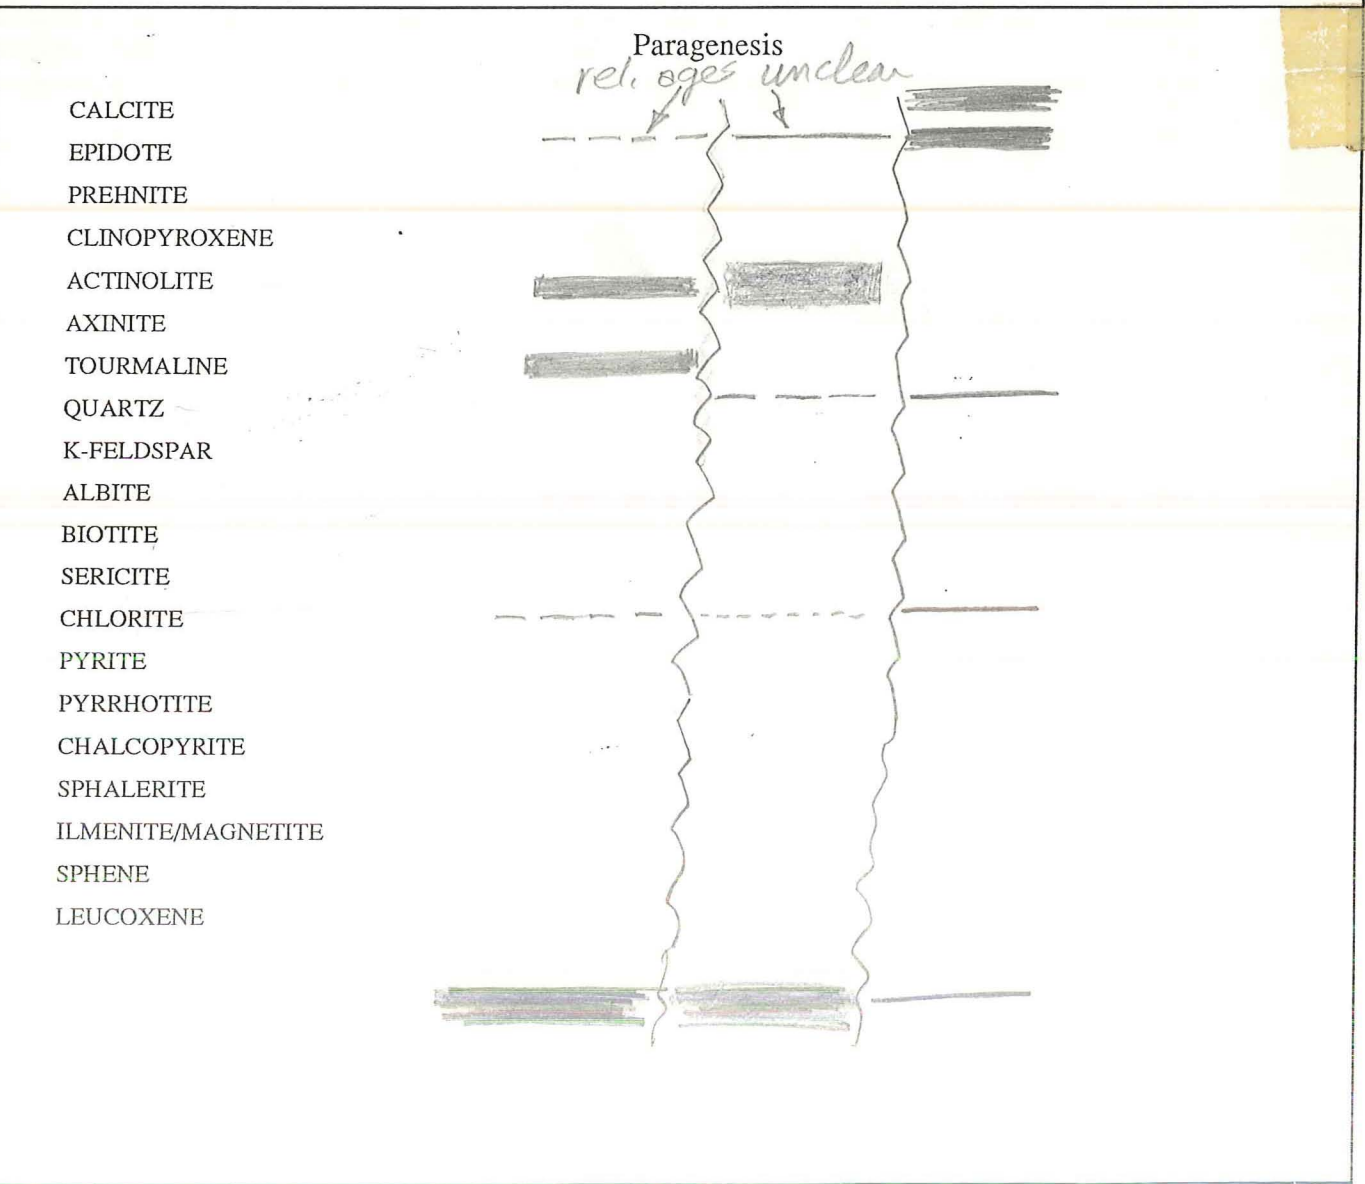 Paragenesis
rel. ages unclear
CALCITE
EPIDOTE
PREHNITE
CLINOPYROXENE
ACTINOLITE
AXINITE
TOURMALINE
QUARTZ
K-FELDSPAR
ALBITE
BIOTITE
SERICITE
CHLORITE
PYRITE
PYRRHOTITE
CHALCOPYRITE
SPHALERITE
ILMENITE/MAGNETITE
SPHENE
LEUCOXENE